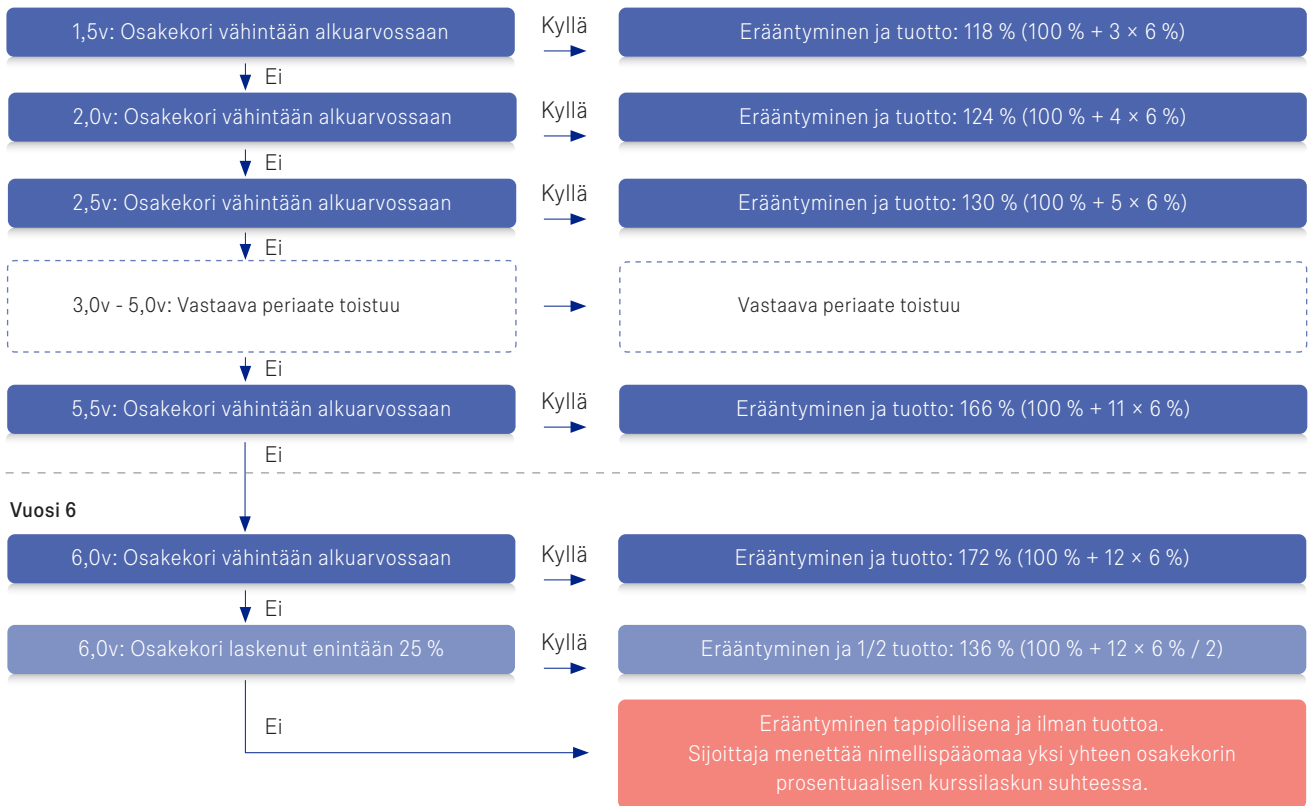 1,5v: Osakekori vähintään alkuarvossaan
Kyllä
Erääntyminen ja tuotto: 118 % (100 % + 3 × 6 %)
Ei
2,0v: Osakekori vähintään alkuarvossaan
Kyllä
Erääntyminen ja tuotto: 124 % (100 % + 4 × 6 %)
Ei
2,5v: Osakekori vähintään alkuarvossaan
Kyllä
Erääntyminen ja tuotto: 130 % (100 % + 5 × 6 %)
Ei
3,0v - 5,0v: Vastaava periaate toistuu
Vastaava periaate toistuu
Ei
5,5v: Osakekori vähintään alkuarvossaan
Kyllä
Erääntyminen ja tuotto: 166 % (100 % + 11 × 6 %)
Ei
Vuosi 6
6,0v: Osakekori vähintään alkuarvossaan
Kyllä
Erääntyminen ja tuotto: 172 % (100 % + 12 × 6 %)
Ei
6,0v: Osakekori laskenut enintään 25 %
Kyllä
Erääntyminen ja 1/2 tuotto: 136 % (100 % + 12 × 6 % / 2)
Ei
Erääntyminen tappiollisena ja ilman tuottoa.
Sijoittaja menettää nimellispääomaa yksi yhteen osakekorin
prosentuaalisen kurssilaskun suhteessa.